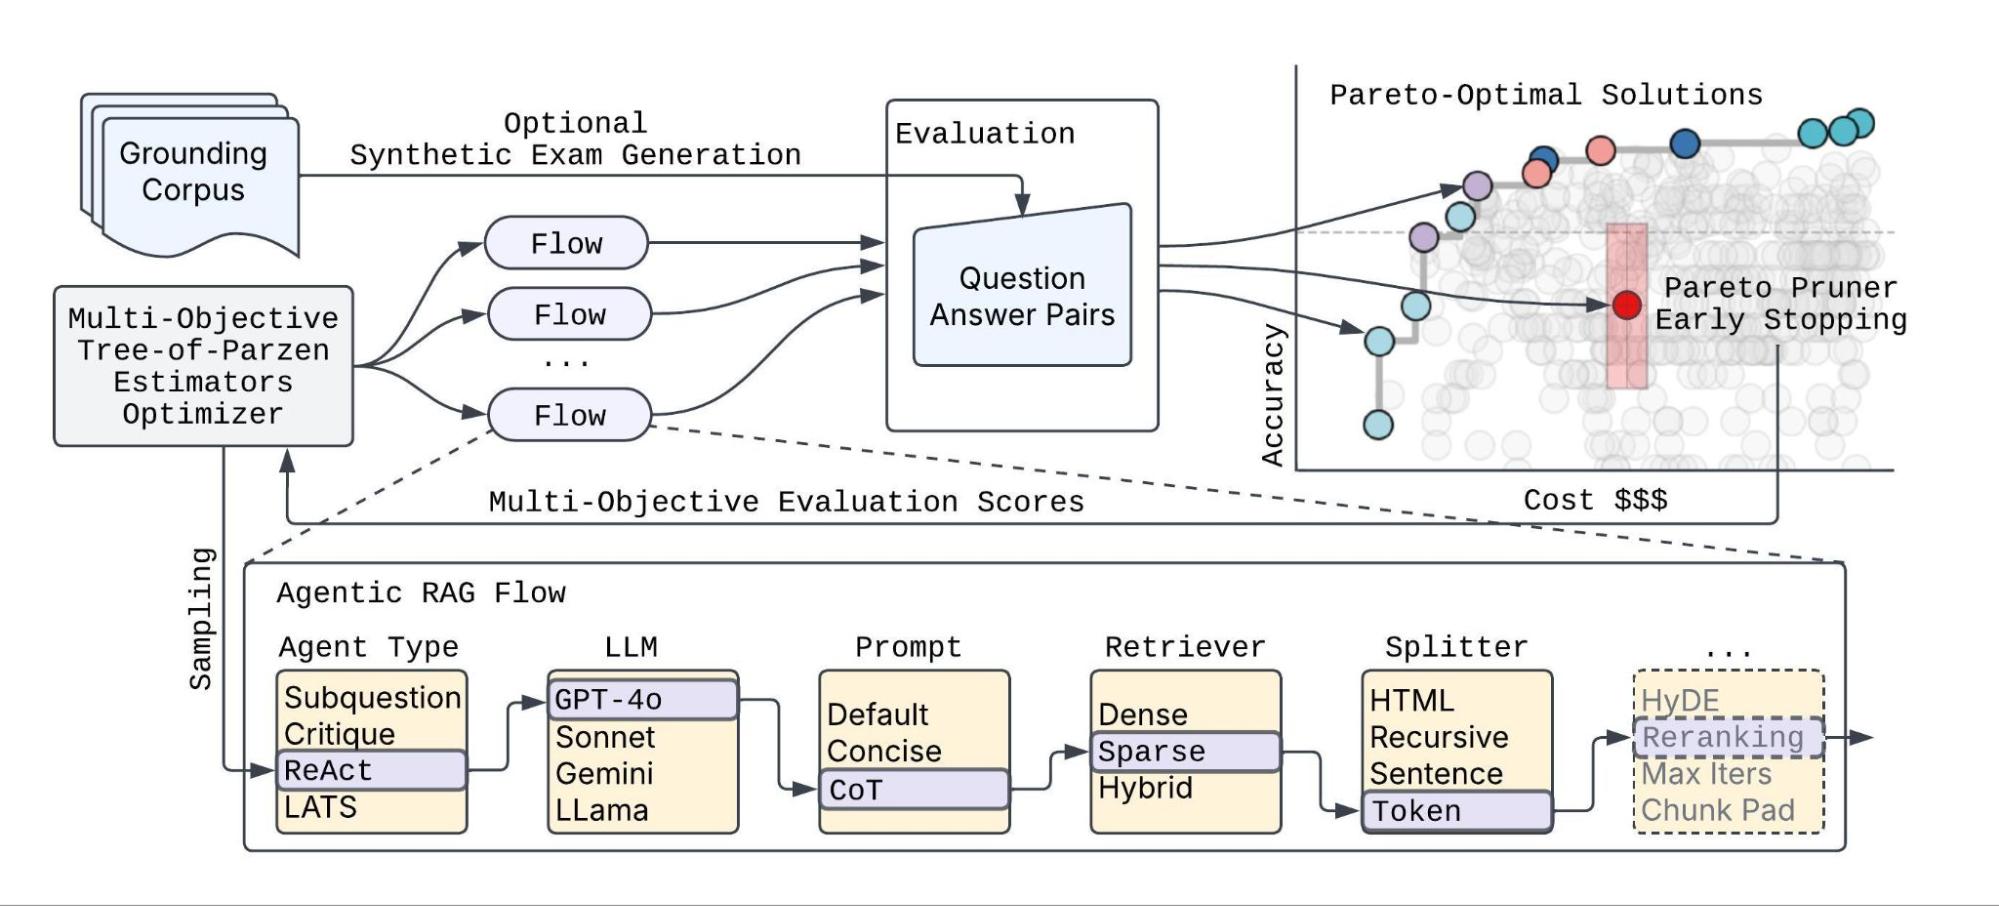 Grounding
Corpus
Optional
Synthetic Exam Generation
Multi-Objective
Tree-of-Parzen
Estimators
Optimizer
Flow
Flow
...
Flow
Evaluation
Question
Answer Pairs
Pareto-Optimal Solutions
Pareto Pruner
Early Stopping
Accuracy
Cost $$$
Multi-Objective Evaluation Scores
Sampling
Agentic RAG Flow
Agent Type
Subquestion
Critique
ReAct
LATS
LLM
GPT-4o
Sonnet
Gemini
LLama
Prompt
Default
Concise
CoT
Retriever
Dense
Sparse
Hybrid
Splitter
HTML
Recursive
Sentence
Token
...
HyDE
Reranking
Max Iters
Chunk Pad